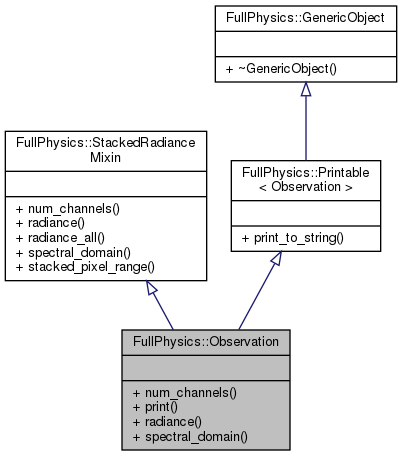 FullPhysics::GenericObject
+ ~GenericObject()
FullPhysics::StackedRadiance
Mixin
+ num_channels()
+ radiance()
+ radiance_all()
+ spectral_domain()
+ stacked_pixel_range()
FullPhysics::Printable
< Observation >
+ print_to_string()
FullPhysics::Observation
+ num_channels()
+ print()
+ radiance()
+ spectral_domain()